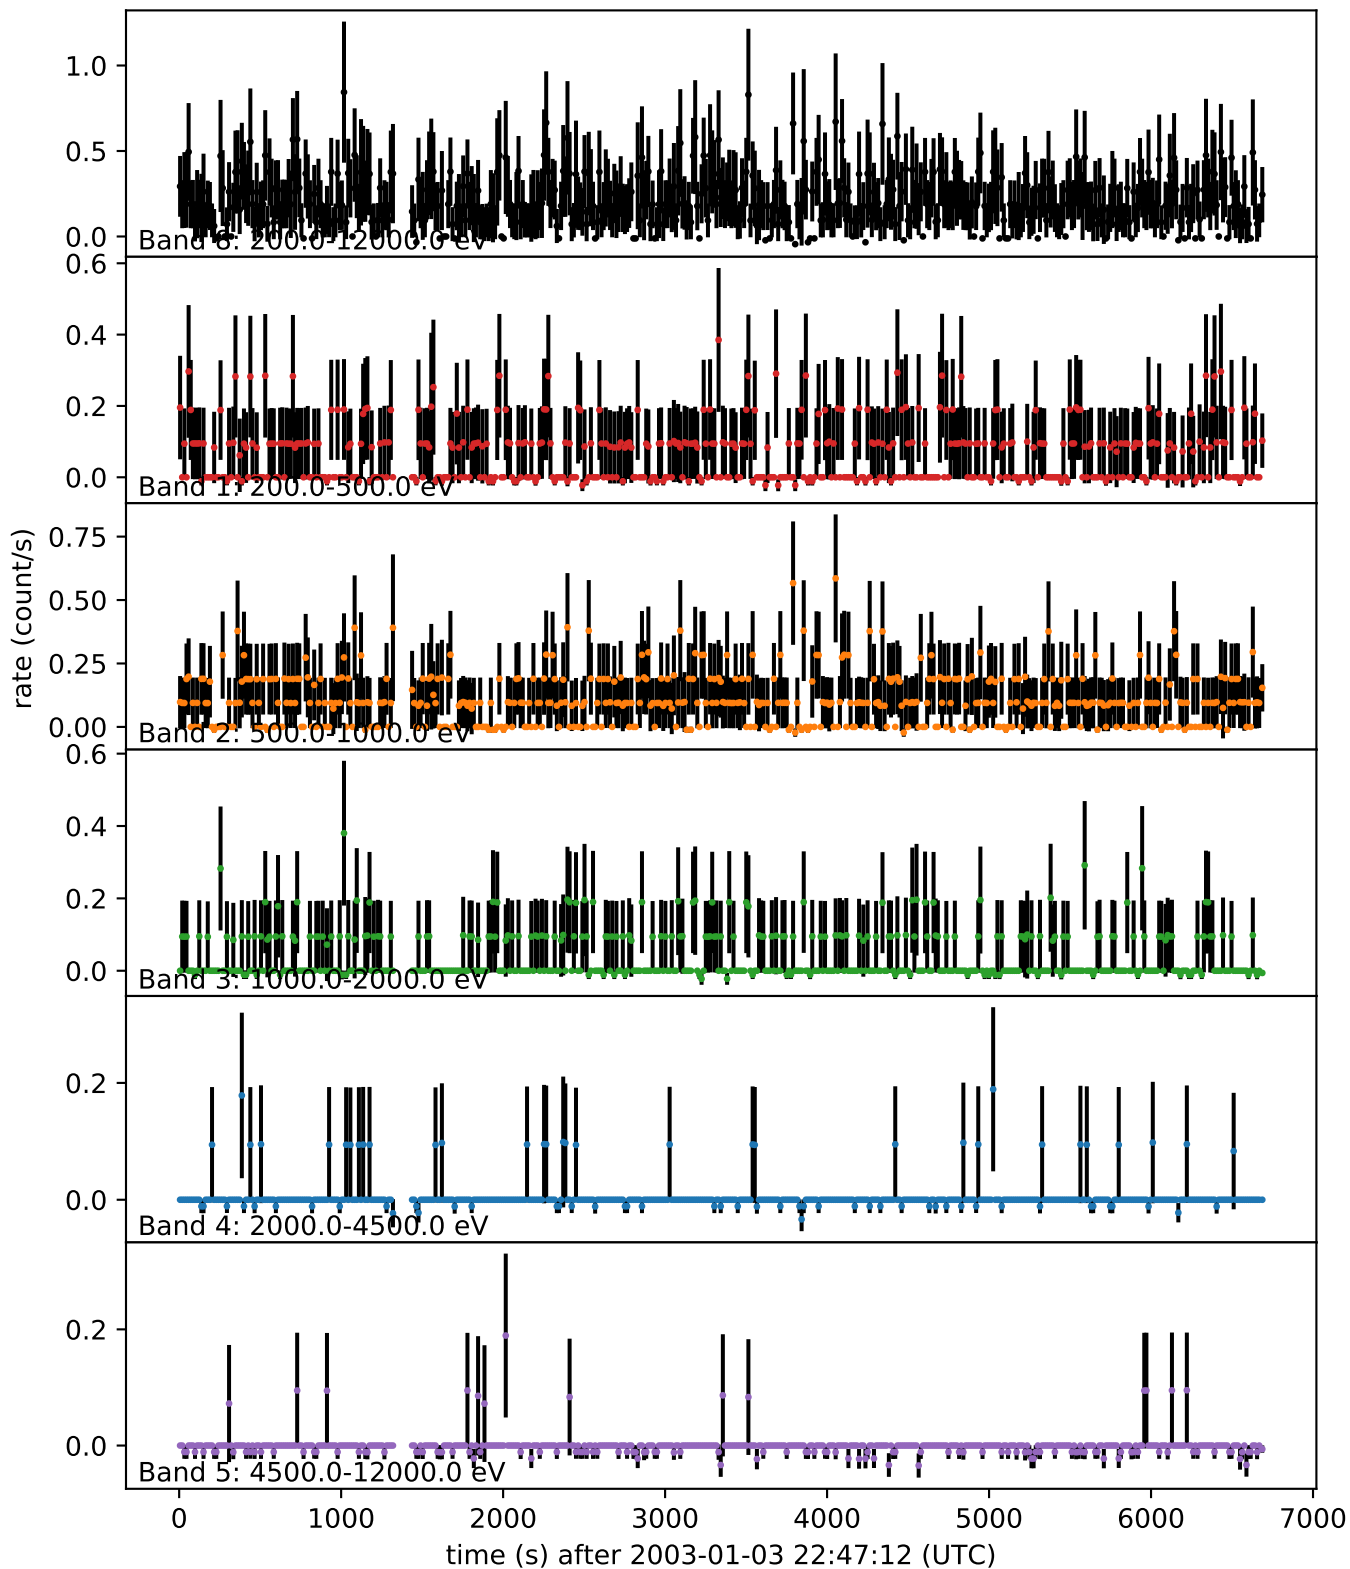 1.0
0.5
0.0
Band 8: 200.0-12000.0 eV
0.6
0.4
0.2
0.0
Band 1: 200.0-500.0 eV
rate (count/s)
0.75
0.50
0.25
0.00
Band 2: 500.0-1000.0 eV
0.6
0.4
0.2
0.0
Band 3: 1000.0-2000.0 eV
0.2
0.0
Band 4: 2000.0-4500.0 eV
0.2
0.0
Band 5: 4500.0-12000.0 eV
0 1000 2000 3000 4000 5000 6000 7000
time (s) after 2003-01-03 22:47:12 (UTC)